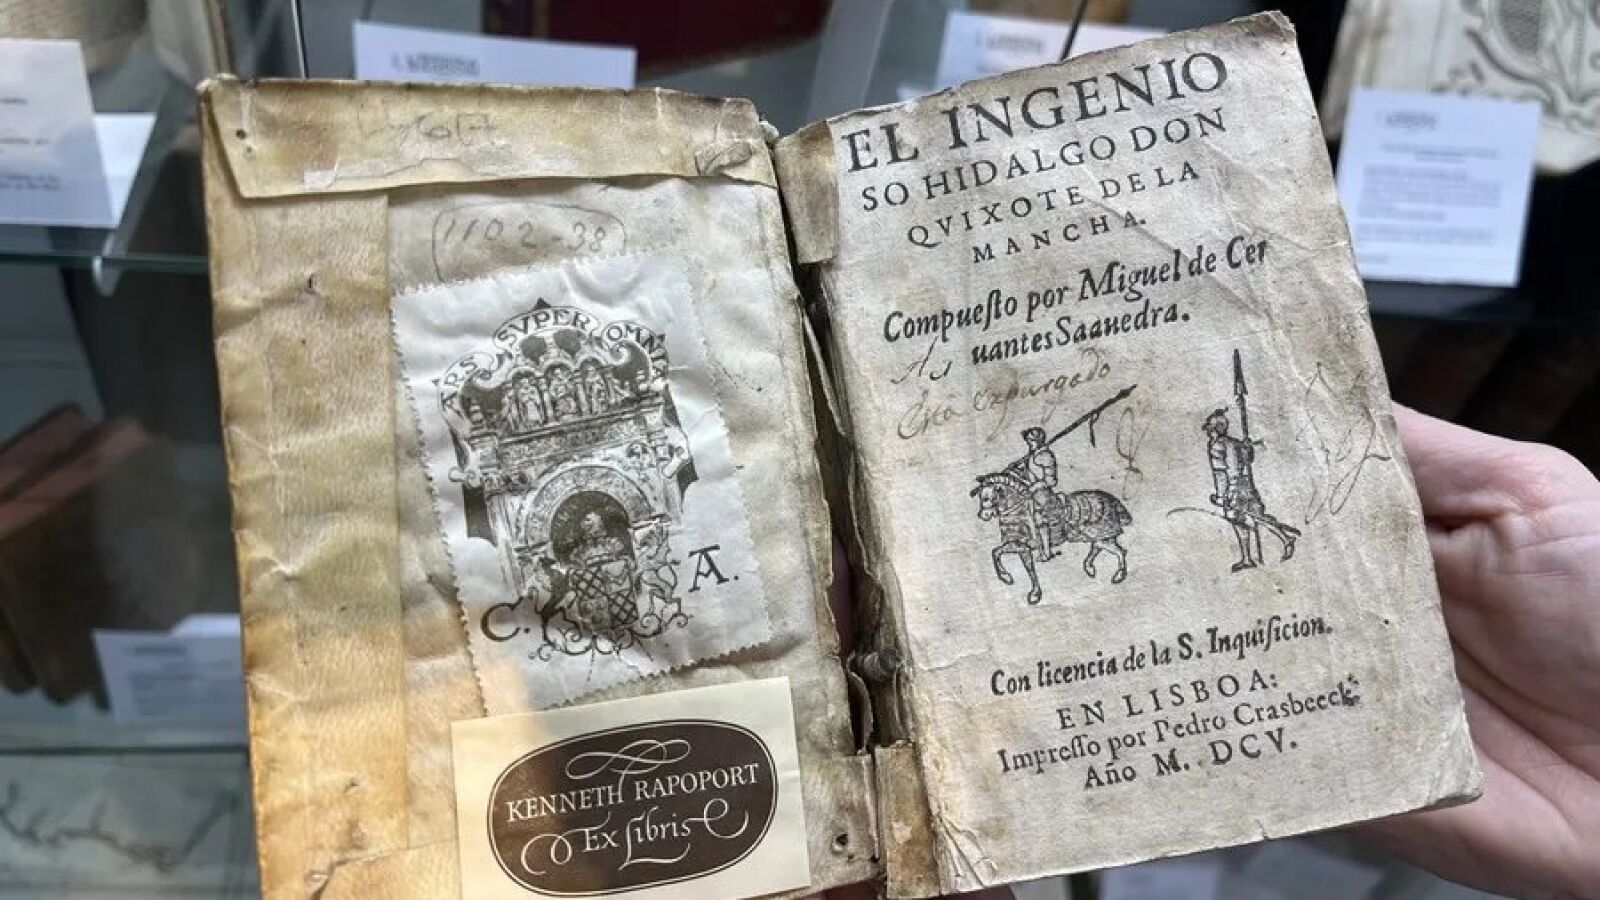 1102-38
ARS SVPER OMNI
C. A.
KENNETH RAPOPORT
Ex Libris
EL INGENIO
SO HIDALGO DON
QVIXOTE DE LA
MANCHA.
Compueſto por Miguel de Cer
uantes Saauedra.
Eſta expurgado
Con licencia de la S. Inquiſicion.
EN LISBOA:
Impreſſo por Pedro Crasbeeck
Año M. DCV.